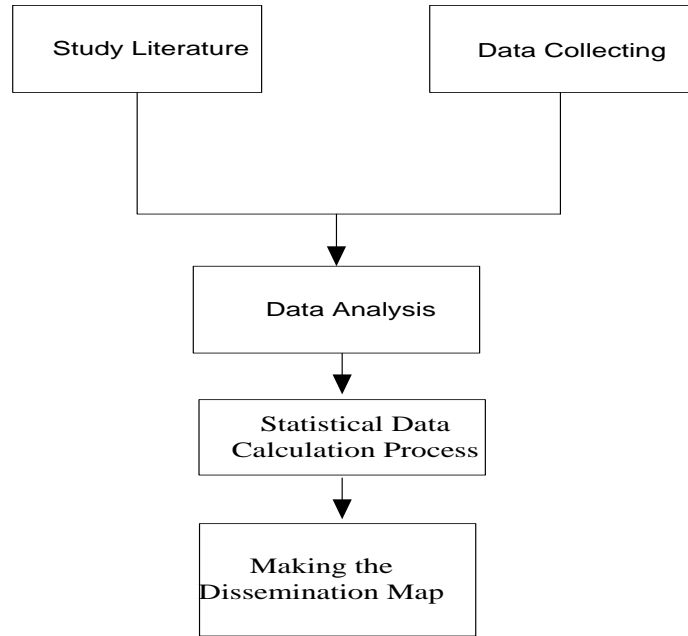 Study Literature
Data Collecting
Data Analysis
Statistical Data
Calculation Process
Making the
Dissemination Map